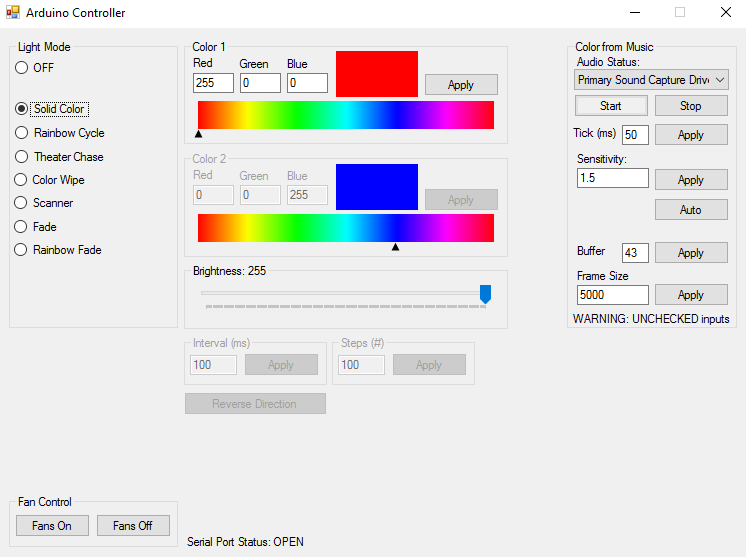 Arduino Controller
Light Mode
OFF
Solid Color
Rainbow Cycle
Theater Chase
Color Wipe
Scanner
Fade
Rainbow Fade
Color 1
Red Green Blue
255 0 0 Apply
Color 2
Red Green Blue
0 0 255 Apply
Brightness: 255
Interval (ms)
100 Apply
Steps (#)
100 Apply
Reverse Direction
Color from Music
Audio Status:
Primary Sound Capture Drive
Start Stop
Tick (ms) 50 Apply
Sensitivity:
1.5 Apply
Auto
Buffer 43 Apply
Frame Size
5000 Apply
WARNING: UNCHECKED inputs
Fan Control
Fans On Fans Off
Serial Port Status: OPEN